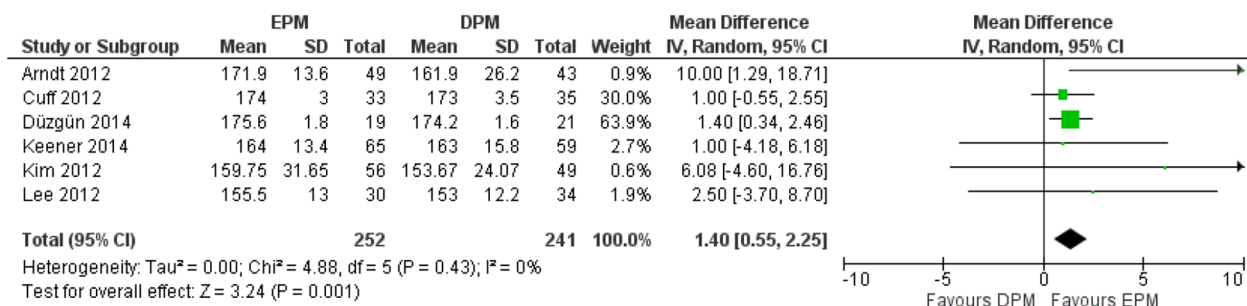 EPM DPM Mean Difference Mean Difference
Study or Subgroup Mean SD Total Mean SD Total Weight IV, Random, 95% CI IV, Random, 95% CI
Arndt 2012 171.9 13.6 49 161.9 26.2 43 0.9% 10.00 [1.29, 18.71]
Cuff 2012 174 3 33 173 3.5 35 30.0% 1.00 [-0.55, 2.55]
Düzgün 2014 175.6 1.8 19 174.2 1.6 21 63.9% 1.40 [0.34, 2.46]
Keener 2014 164 13.4 65 163 15.8 59 2.7% 1.00 [-4.18, 6.18]
Kim 2012 159.75 31.65 56 153.67 24.07 49 0.6% 6.08 [-4.60, 16.76]
Lee 2012 155.5 13 30 153 12.2 34 1.9% 2.50 [-3.70, 8.70]
Total (95% CI) 252 241 100.0% 1.40 [0.55, 2.25]
Heterogeneity: Tau² = 0.00; Chi² = 4.88, df = 5 (P = 0.43); I² = 0%
Test for overall effect: Z = 3.24 (P = 0.001)
-10 -5 0 5 10
Favours DPM Favours EPM